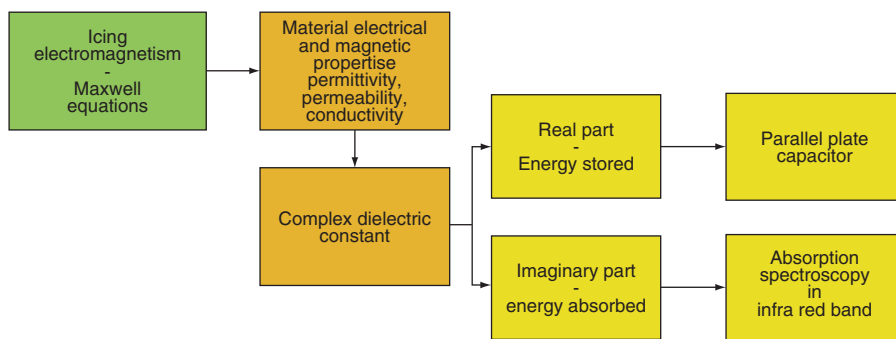 Icing
electromagnetism
-
Maxwell
equations
Material electrical
and magnetic
propertise
permittivity,
permeability,
conductivity
Complex dielectric
constant
Real part
-
Energy stored
Parallel plate
capacitor
Imaginary part
-
energy absorbed
Absorption
spectroscopy
in
infra red band